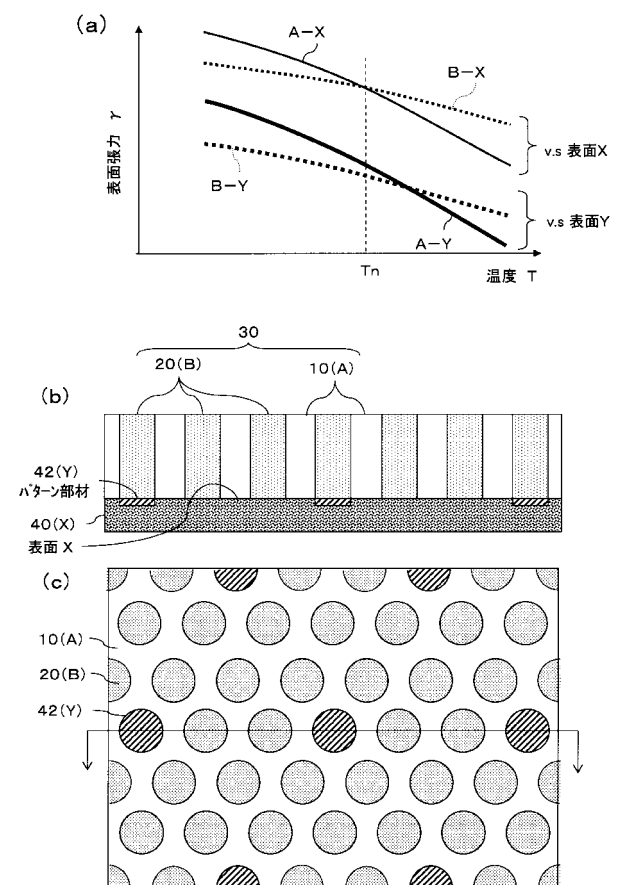 (a)
A-X
B-X
表面張力 γ
v.s 表面X
B-Y
v.s 表面Y
A-Y
Tn
温度 T
30
20(B)
10(A)
(b)
42(Y)
パターン部材
40(X)
表面 X
(c)
10(A)
20(B)
42(Y)